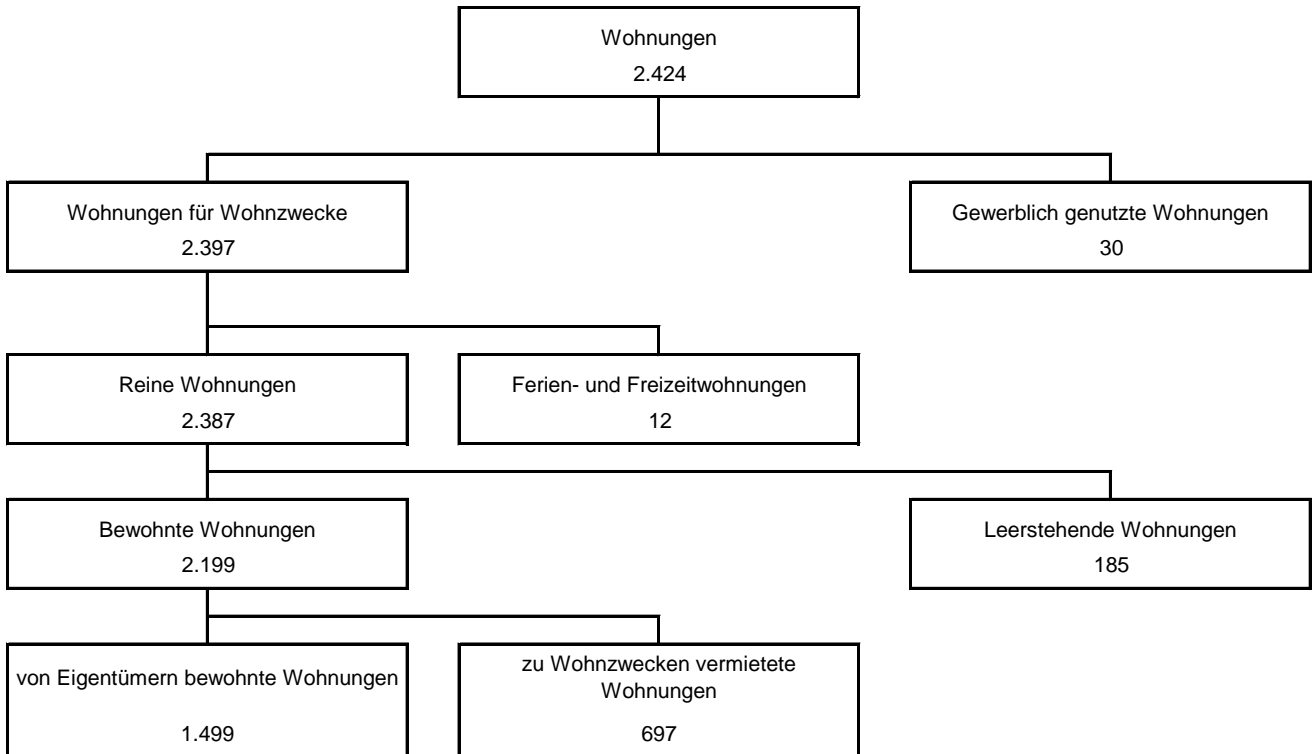 Wohnungen
2.424
Wohnungen für Wohnzwecke
2.397
Gewerblich genutzte Wohnungen
30
Reine Wohnungen
2.387
Ferien- und Freizeitwohnungen
12
Bewohnte Wohnungen
2.199
Leerstehende Wohnungen
185
von Eigentümern bewohnte Wohnungen
1.499
zu Wohnzwecken vermietete
Wohnungen
697